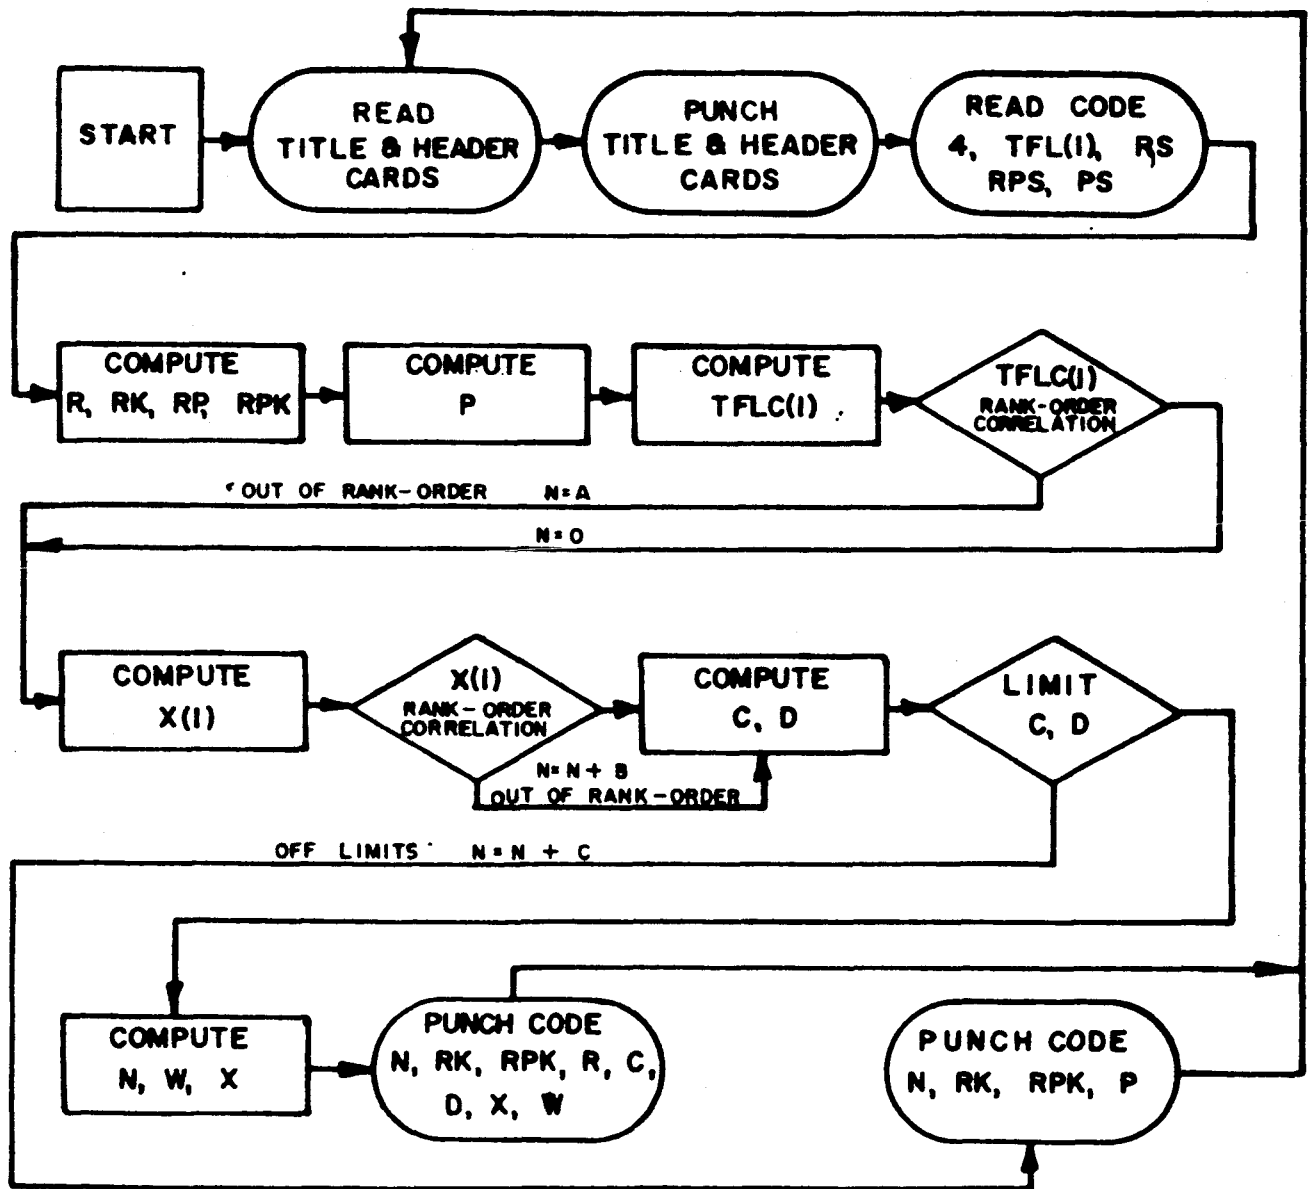 START
READ
TITLE & HEADER
CARDS
PUNCH
TITLE & HEADER
CARDS
READ CODE
4, TFL(I), RS
RPS, PS
COMPUTE
R, RK, RP, RPK
COMPUTE
P
COMPUTE
TFLC(I)
TFLC(I)
RANK-ORDER
CORRELATION
OUT OF RANK-ORDER N=A
N=O
COMPUTE
X(I)
X(I)
RANK-ORDER
CORRELATION
COMPUTE
C, D
LIMIT
C, D
N=N+B
OUT OF RANK-ORDER
OFF LIMITS N=N+C
COMPUTE
N, W, X
PUNCH CODE
N, RK, RPK, R, C,
D, X, W
PUNCH CODE
N, RK, RPK, P